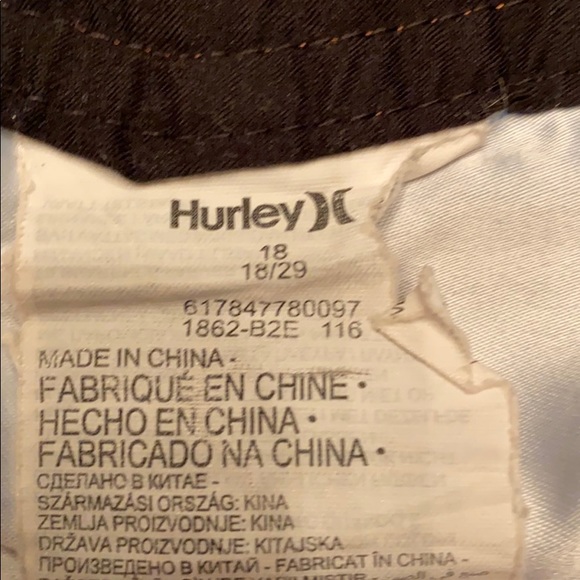 Hurley
18
18/29
617847780097
1862-B2E 116
MADE IN CHINA -
FABRIQUÉ EN CHINE •
HECHO EN CHINA •
FABRICADO NA CHINA •
СДЕЛАНО В КИТАЕ -
SZÁRMAZÁSI ORSZÁG: KINA
ZEMLJA PROIZVODNJE: KINA
DRŽAVA PROIZVODNJE: KITAJSKA
ПРОИЗВЕДЕНО В КИТАЙ - FABRICAT ÎN CHINA -